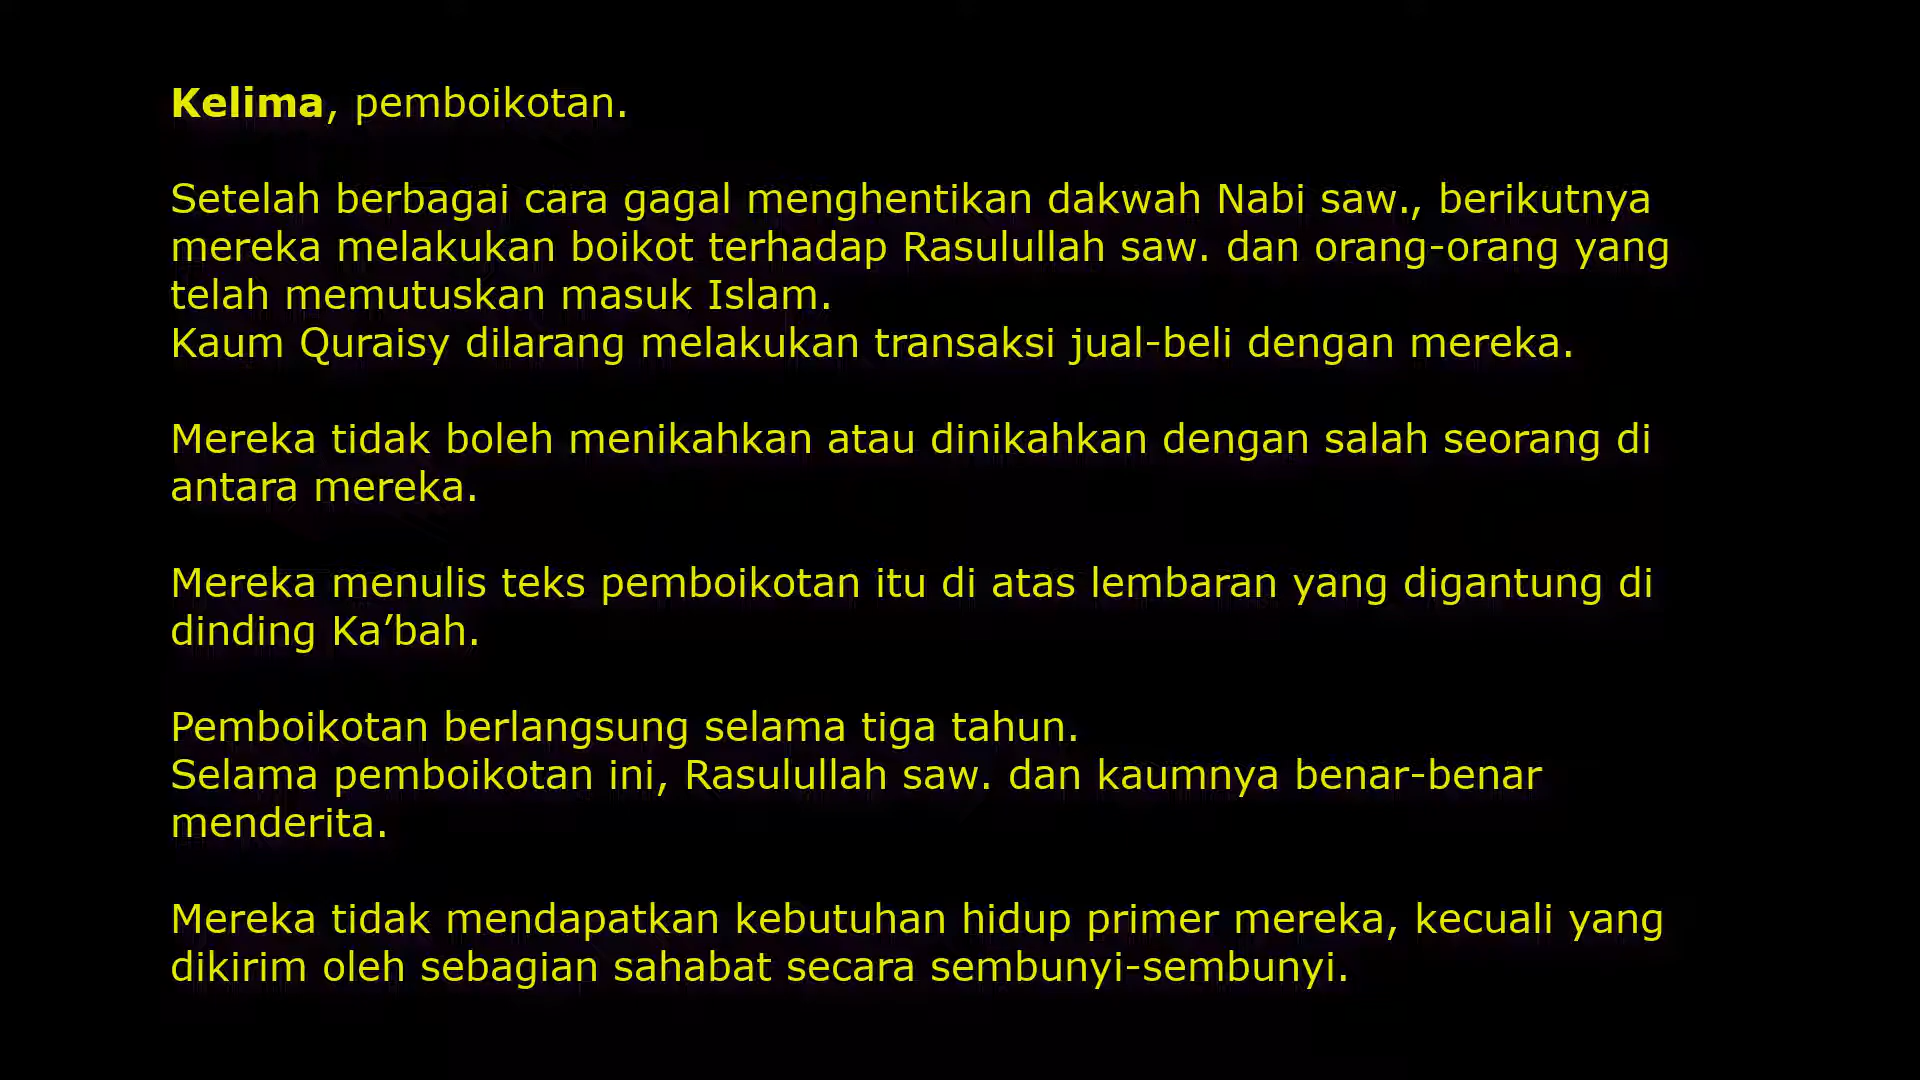 Kelima, pemboikotan.
Setelah berbagai cara gagal menghentikan dakwah Nabi saw., berikutnya
mereka melakukan boikot terhadap Rasulullah saw. dan orang-orang yang
telah memutuskan masuk Islam.
Kaum Quraisy dilarang melakukan transaksi jual-beli dengan mereka.
Mereka tidak boleh menikahkan atau dinikahkan dengan salah seorang di
antara mereka.
Mereka menulis teks pemboikotan itu di atas lembaran yang digantung di
dinding Ka’bah.
Pemboikotan berlangsung selama tiga tahun.
Selama pemboikotan ini, Rasulullah saw. dan kaumnya benar-benar
menderita.
Mereka tidak mendapatkan kebutuhan hidup primer mereka, kecuali yang
dikirim oleh sebagian sahabat secara sembunyi-sembunyi.